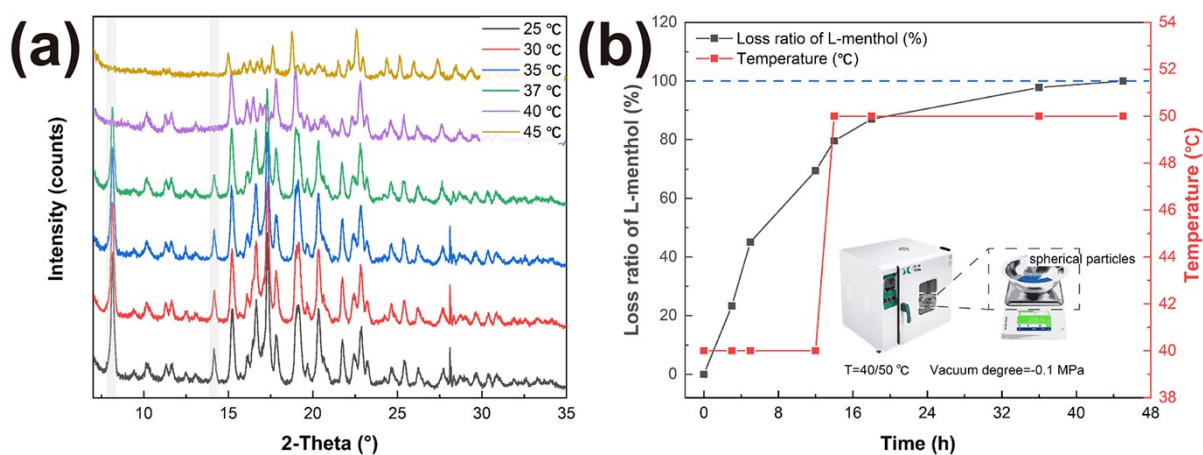 (a)
Intensity (counts)
25 ℃
30 ℃
35 ℃
37 ℃
40 ℃
45 ℃
10 15 20 25 30 35
2-Theta (°)
(b)
Loss ratio of L-menthol (%)
120
100
80
60
40
20
0
Loss ratio of L-menthol (%)
Temperature (℃)
spherical particles
T=40/50 °C Vacuum degree=-0.1 MPa
0 8 16 24 32 40 48
Time (h)
54
52
50
48
46
44
42
40
Temperature (℃)